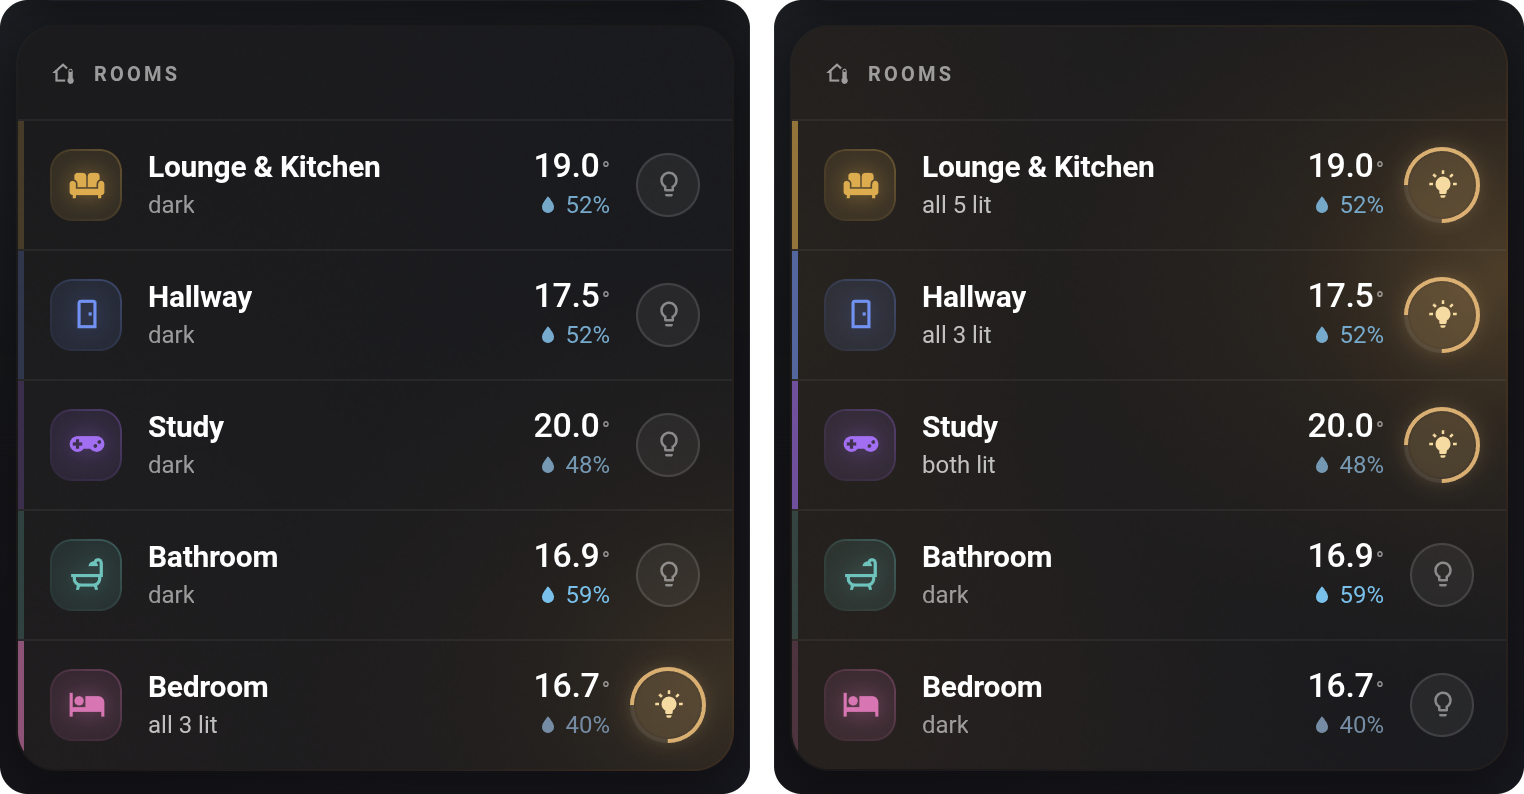 ROOMS
Lounge & Kitchen
19.0°
dark
52%
Hallway
17.5°
dark
52%
Study
20.0°
dark
48%
Bathroom
16.9°
dark
59%
Bedroom
16.7°
all 3 lit
40%
ROOMS
Lounge & Kitchen
19.0°
all 5 lit
52%
Hallway
17.5°
all 3 lit
52%
Study
20.0°
both lit
48%
Bathroom
16.9°
dark
59%
Bedroom
16.7°
dark
40%